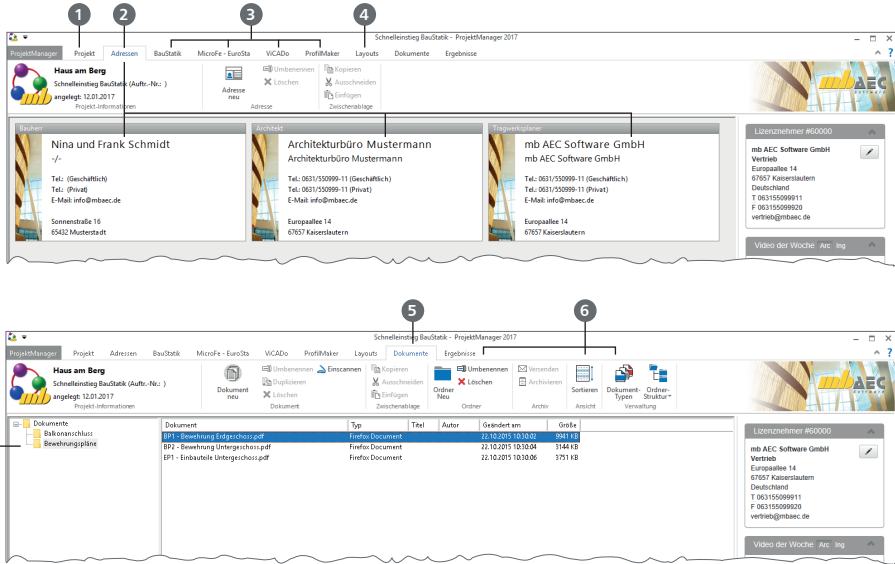 1 2 3 4
Schnelleinstieg BauStatik - ProjektManager 2017
ProjektManager Projekt Adressen BauStatik MicroFe - EuroSta ViCADo ProfilMaker Layouts Dokumente Ergebnisse
Haus am Berg
Schnelleinstieg BauStatik (Auftr.-Nr.: )
angelegt: 12.01.2017
Projekt-Informationen
Adresse neu
Umbenennen
Löschen
Adresse
Kopieren
Ausschneiden
Einfügen
Zwischenablage
mb AEC Software
Bauherr
Nina und Frank Schmidt
-/-
Tel.: (Geschäftlich)
Tel.: (Privat)
E-Mail: info@mbaec.de
Sonnenstraße 16
65432 Musterstadt
Architekt
Architekturbüro Mustermann
Architekturbüro Mustermann
Tel.: 0631/550999-11 (Geschäftlich)
Tel.: 0631/550999-11 (Privat)
E-Mail: info@mbaec.de
Europaallee 14
67657 Kaiserslautern
Tragwerksplaner
mb AEC Software GmbH
mb AEC Software GmbH
Tel.: 0631/550999-11 (Geschäftlich)
Tel.: 0631/550999-11 (Privat)
E-Mail: info@mbaec.de
Europaallee 14
67657 Kaiserslautern
Lizenznehmer #60000
mb AEC Software GmbH
Vertrieb
Europaallee 14
67657 Kaiserslautern
Deutschland
T 063155099911
F 063155099920
vertrieb@mbaec.de
Video der Woche Arc Ing
5 6
Schnelleinstieg BauStatik - ProjektManager 2017
ProjektManager Projekt Adressen BauStatik MicroFe - EuroSta ViCADo ProfilMaker Layouts Dokumente Ergebnisse
Haus am Berg
Schnelleinstieg BauStatik (Auftr.-Nr.: )
angelegt: 12.01.2017
Projekt-Informationen
Dokument neu
Umbenennen
Duplizieren
Löschen
Einscannen
Dokument
Kopieren
Ausschneiden
Einfügen
Zwischenablage
Ordner Neu
Umbenennen
Löschen
Ordner
Versenden
Archivieren
Archiv
Sortieren
Ansicht
Dokument-Typen
Ordner-Struktur
Verwaltung
mb AEC Software
Dokumente
Balkonanschluss
Bewehrungspläne
Dokument Typ Titel Autor Geändert am Größe
BP1 - Bewehrung Erdgeschoss.pdf Firefox Document 22.10.2015 10:30:02 9941 KB
BP2 - Bewehrung Untergeschoss.pdf Firefox Document 22.10.2015 10:30:04 3144 KB
EP1 - Einbauteile Untergeschoss.pdf Firefox Document 22.10.2015 10:30:06 3751 KB
Lizenznehmer #60000
mb AEC Software GmbH
Vertrieb
Europaallee 14
67657 Kaiserslautern
Deutschland
T 063155099911
F 063155099920
vertrieb@mbaec.de
Video der Woche Arc Ing